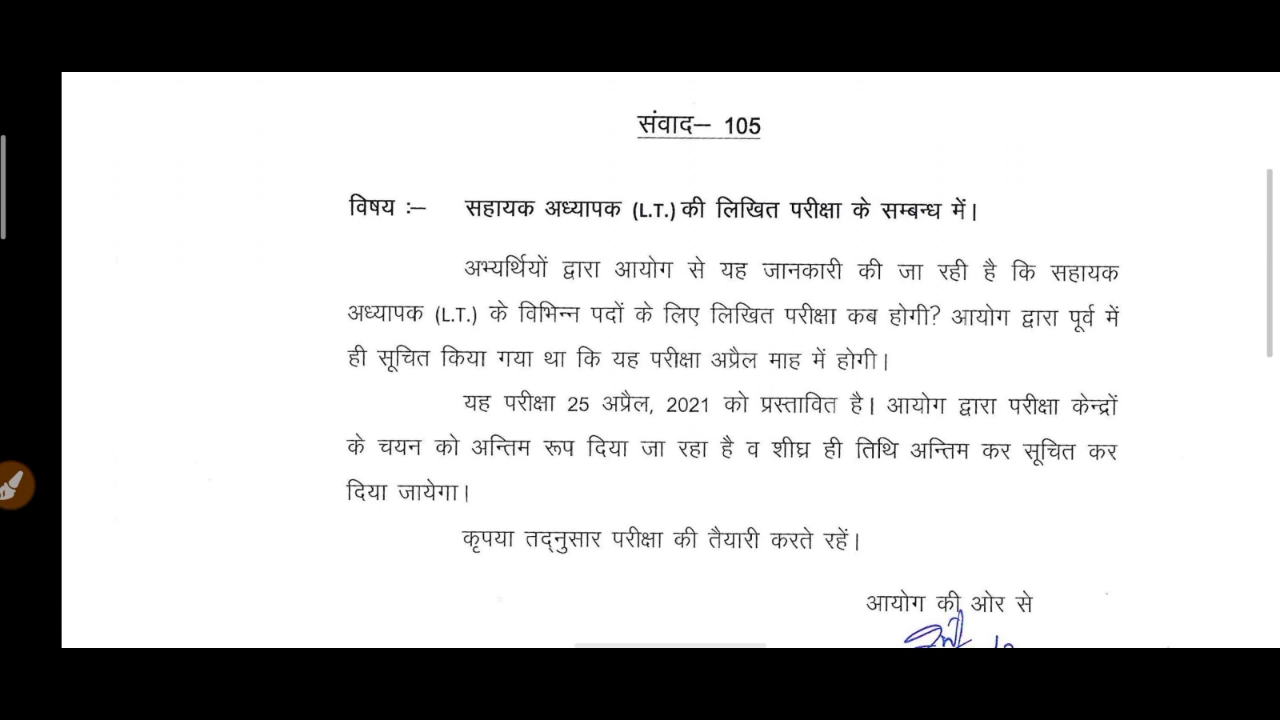 संवाद– 105
विषय :– सहायक अध्यापक (L.T.) की लिखित परीक्षा के सम्बन्ध में।
अभ्यर्थियों द्वारा आयोग से यह जानकारी की जा रही है कि सहायक
अध्यापक (L.T.) के विभिन्न पदों के लिए लिखित परीक्षा कब होगी? आयोग द्वारा पूर्व में
ही सूचित किया गया था कि यह परीक्षा अप्रैल माह में होगी।
यह परीक्षा 25 अप्रैल, 2021 को प्रस्तावित है। आयोग द्वारा परीक्षा केन्द्रों
के चयन को अन्तिम रूप दिया जा रहा है व शीघ्र ही तिथि अन्तिम कर सूचित कर
दिया जायेगा।
कृपया तद्नुसार परीक्षा की तैयारी करते रहें।
आयोग की ओर से